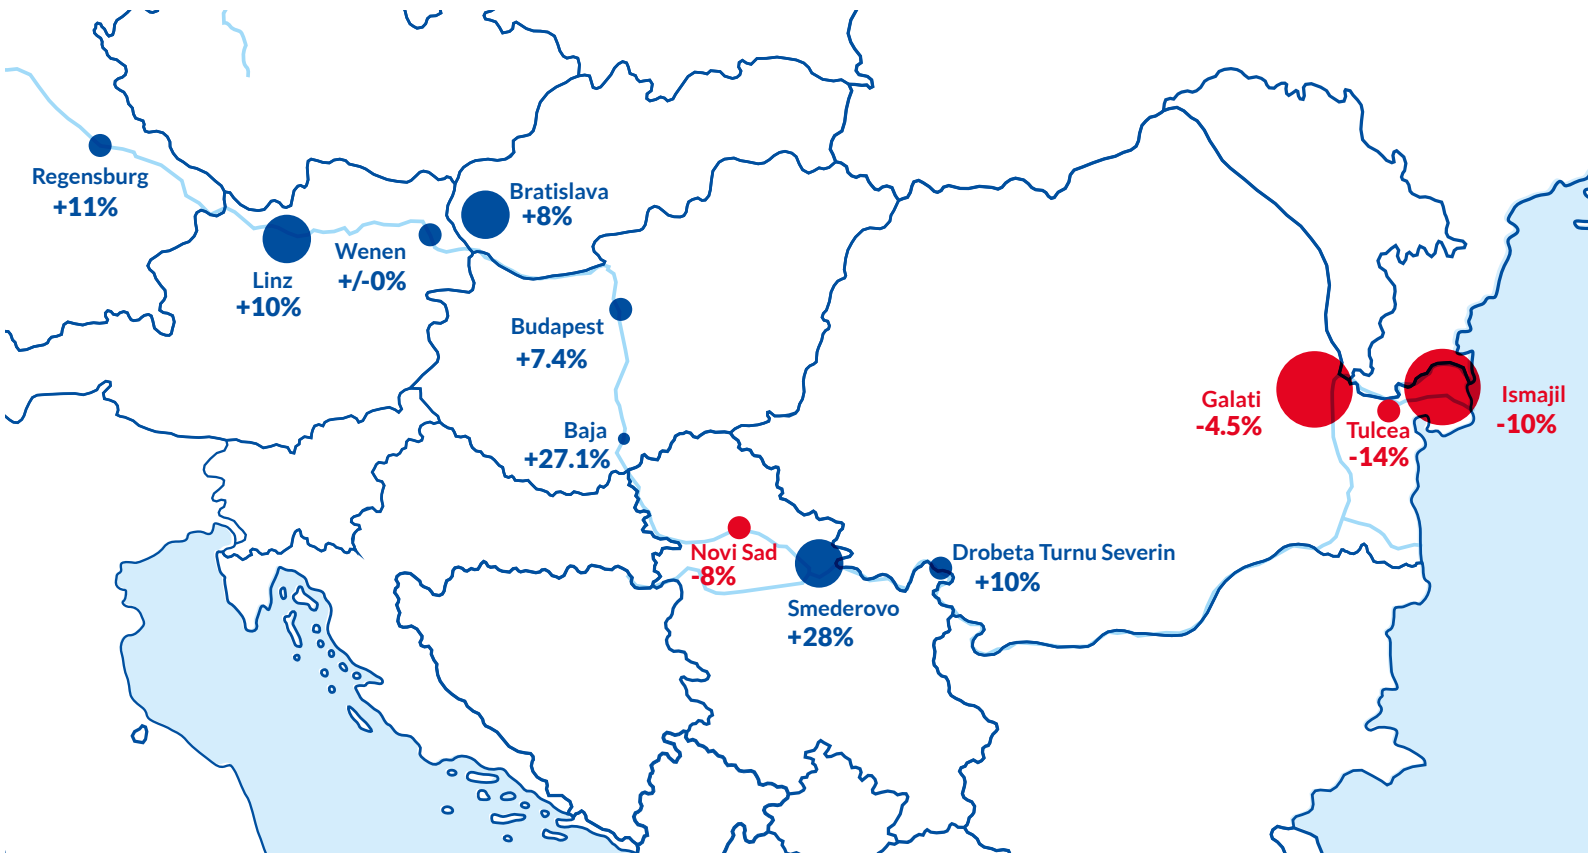 Regensburg
+11%
Linz
+10%
Wenen
+/-0%
Bratislava
+8%
Budapest
+7.4%
Baja
+27.1%
Novi Sad
-8%
Smederovo
+28%
Drobeta Turnu Severin
+10%
Galati
-4.5%
Tulcea
-14%
Ismajil
-10%